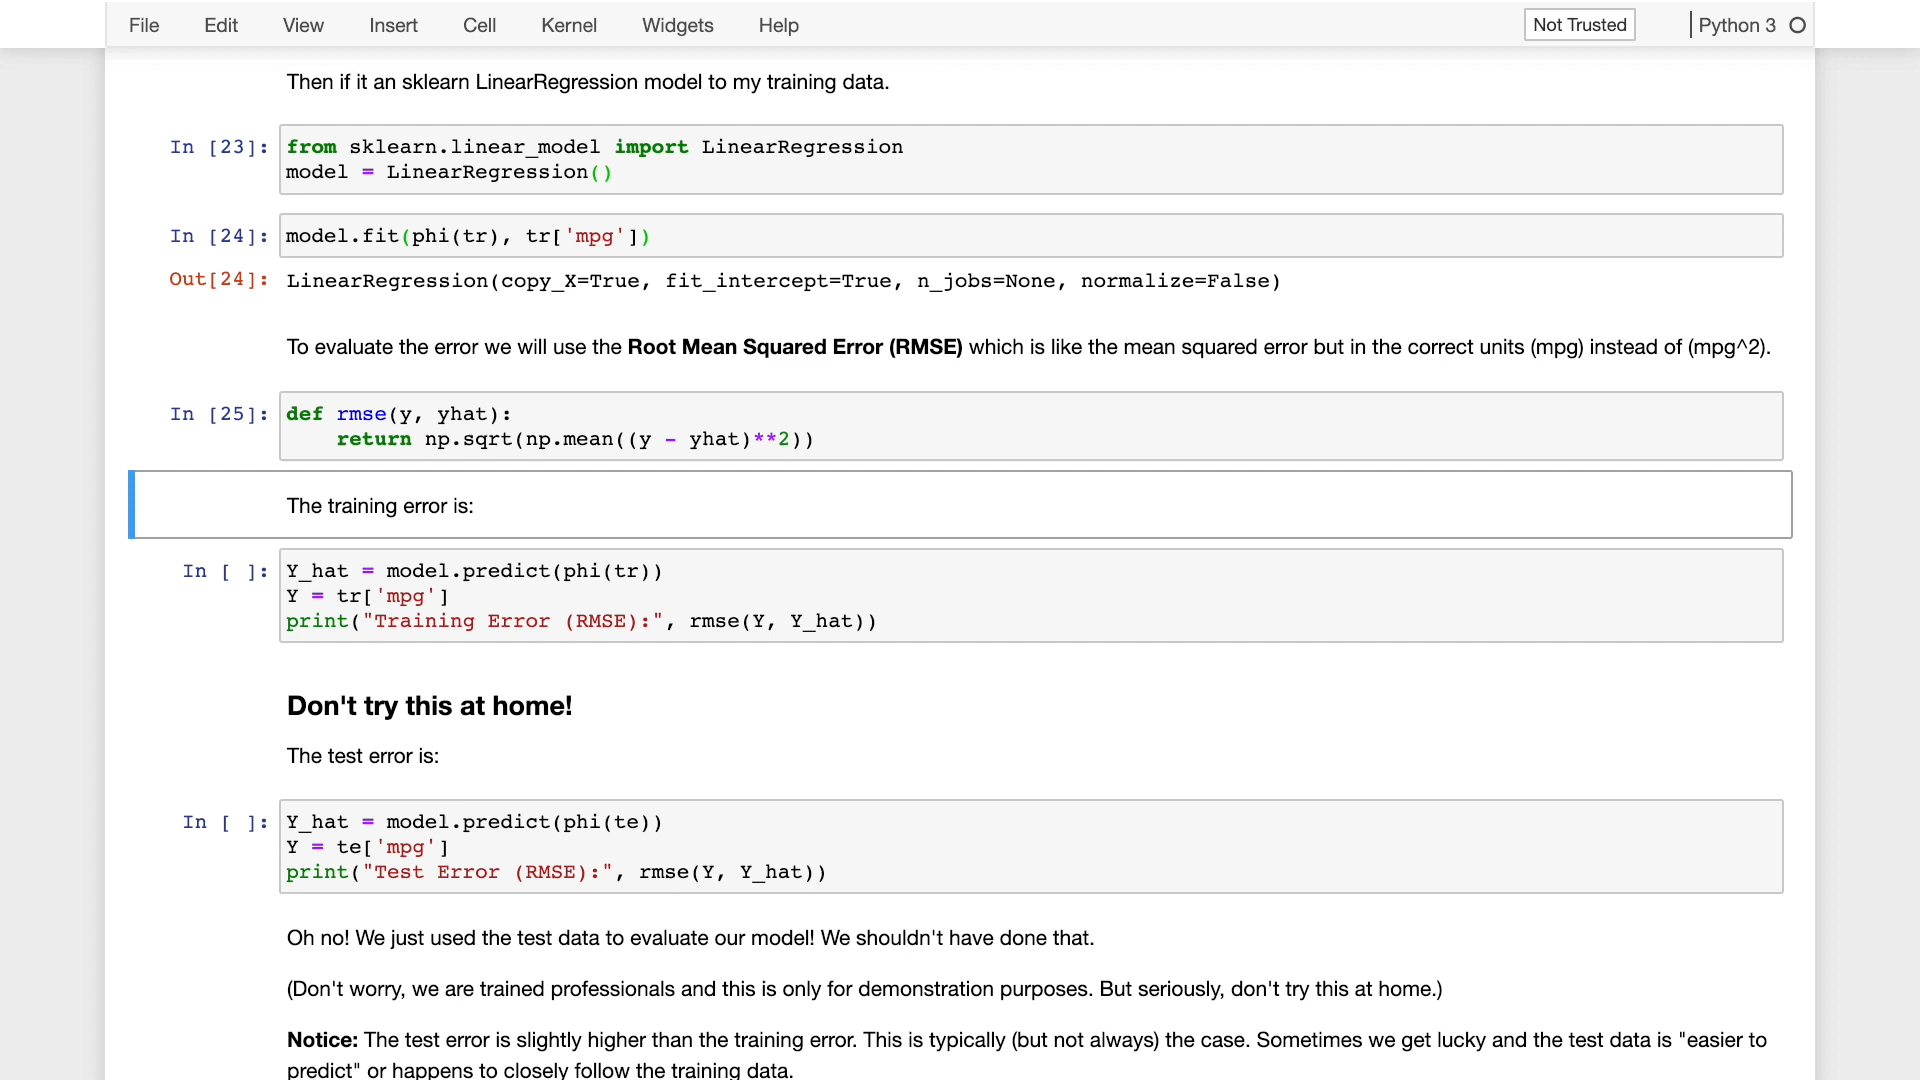 File Edit View Insert Cell Kernel Widgets Help Not Trusted Python 3
Then if it an sklearn LinearRegression model to my training data.
In [23]: from sklearn.linear_model import LinearRegression
model = LinearRegression()
In [24]: model.fit(phi(tr), tr['mpg'])
Out[24]: LinearRegression(copy_X=True, fit_intercept=True, n_jobs=None, normalize=False)
To evaluate the error we will use the Root Mean Squared Error (RMSE) which is like the mean squared error but in the correct units (mpg) instead of (mpg^2).
In [25]: def rmse(y, yhat):
    return np.sqrt(np.mean((y - yhat)**2))
The training error is:
In [ ]: Y_hat = model.predict(phi(tr))
Y = tr['mpg']
print("Training Error (RMSE):", rmse(Y, Y_hat))
Don't try this at home!
The test error is:
In [ ]: Y_hat = model.predict(phi(te))
Y = te['mpg']
print("Test Error (RMSE):", rmse(Y, Y_hat))
Oh no! We just used the test data to evaluate our model! We shouldn't have done that.
(Don't worry, we are trained professionals and this is only for demonstration purposes. But seriously, don't try this at home.)
Notice: The test error is slightly higher than the training error. This is typically (but not always) the case. Sometimes we get lucky and the test data is "easier to
predict" or happens to closely follow the training data.